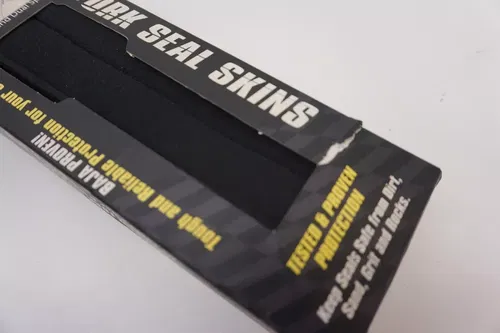 ORK SEAL SKINS
BAJA PROVEN!
Tough and Reliable Protection for your
TESTED & PROVEN
PROTECTION
Keep Seals Safe from Dirt,
Sand, Grit and Rocks.